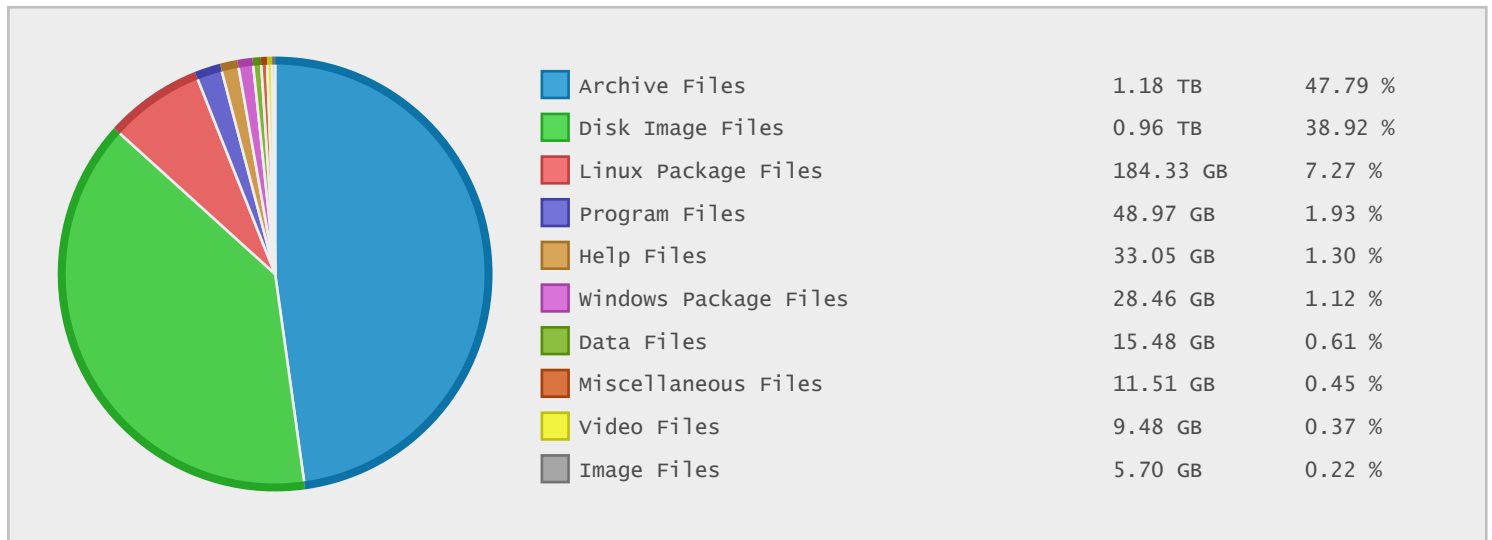 Archive Files 1.18 TB 47.79 %
Disk Image Files 0.96 TB 38.92 %
Linux Package Files 184.33 GB 7.27 %
Program Files 48.97 GB 1.93 %
Help Files 33.05 GB 1.30 %
Windows Package Files 28.46 GB 1.12 %
Data Files 15.48 GB 0.61 %
Miscellaneous Files 11.51 GB 0.45 %
Video Files 9.48 GB 0.37 %
Image Files 5.70 GB 0.22 %